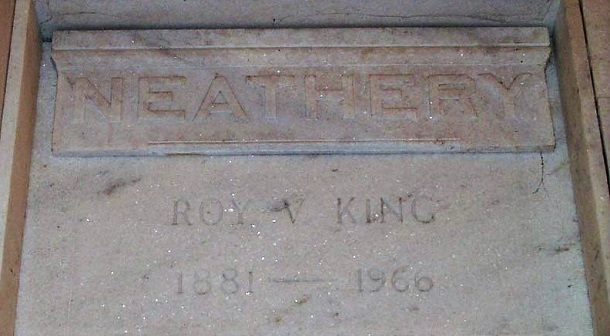 NEATHERY
ROY V KING
1881 — 1966